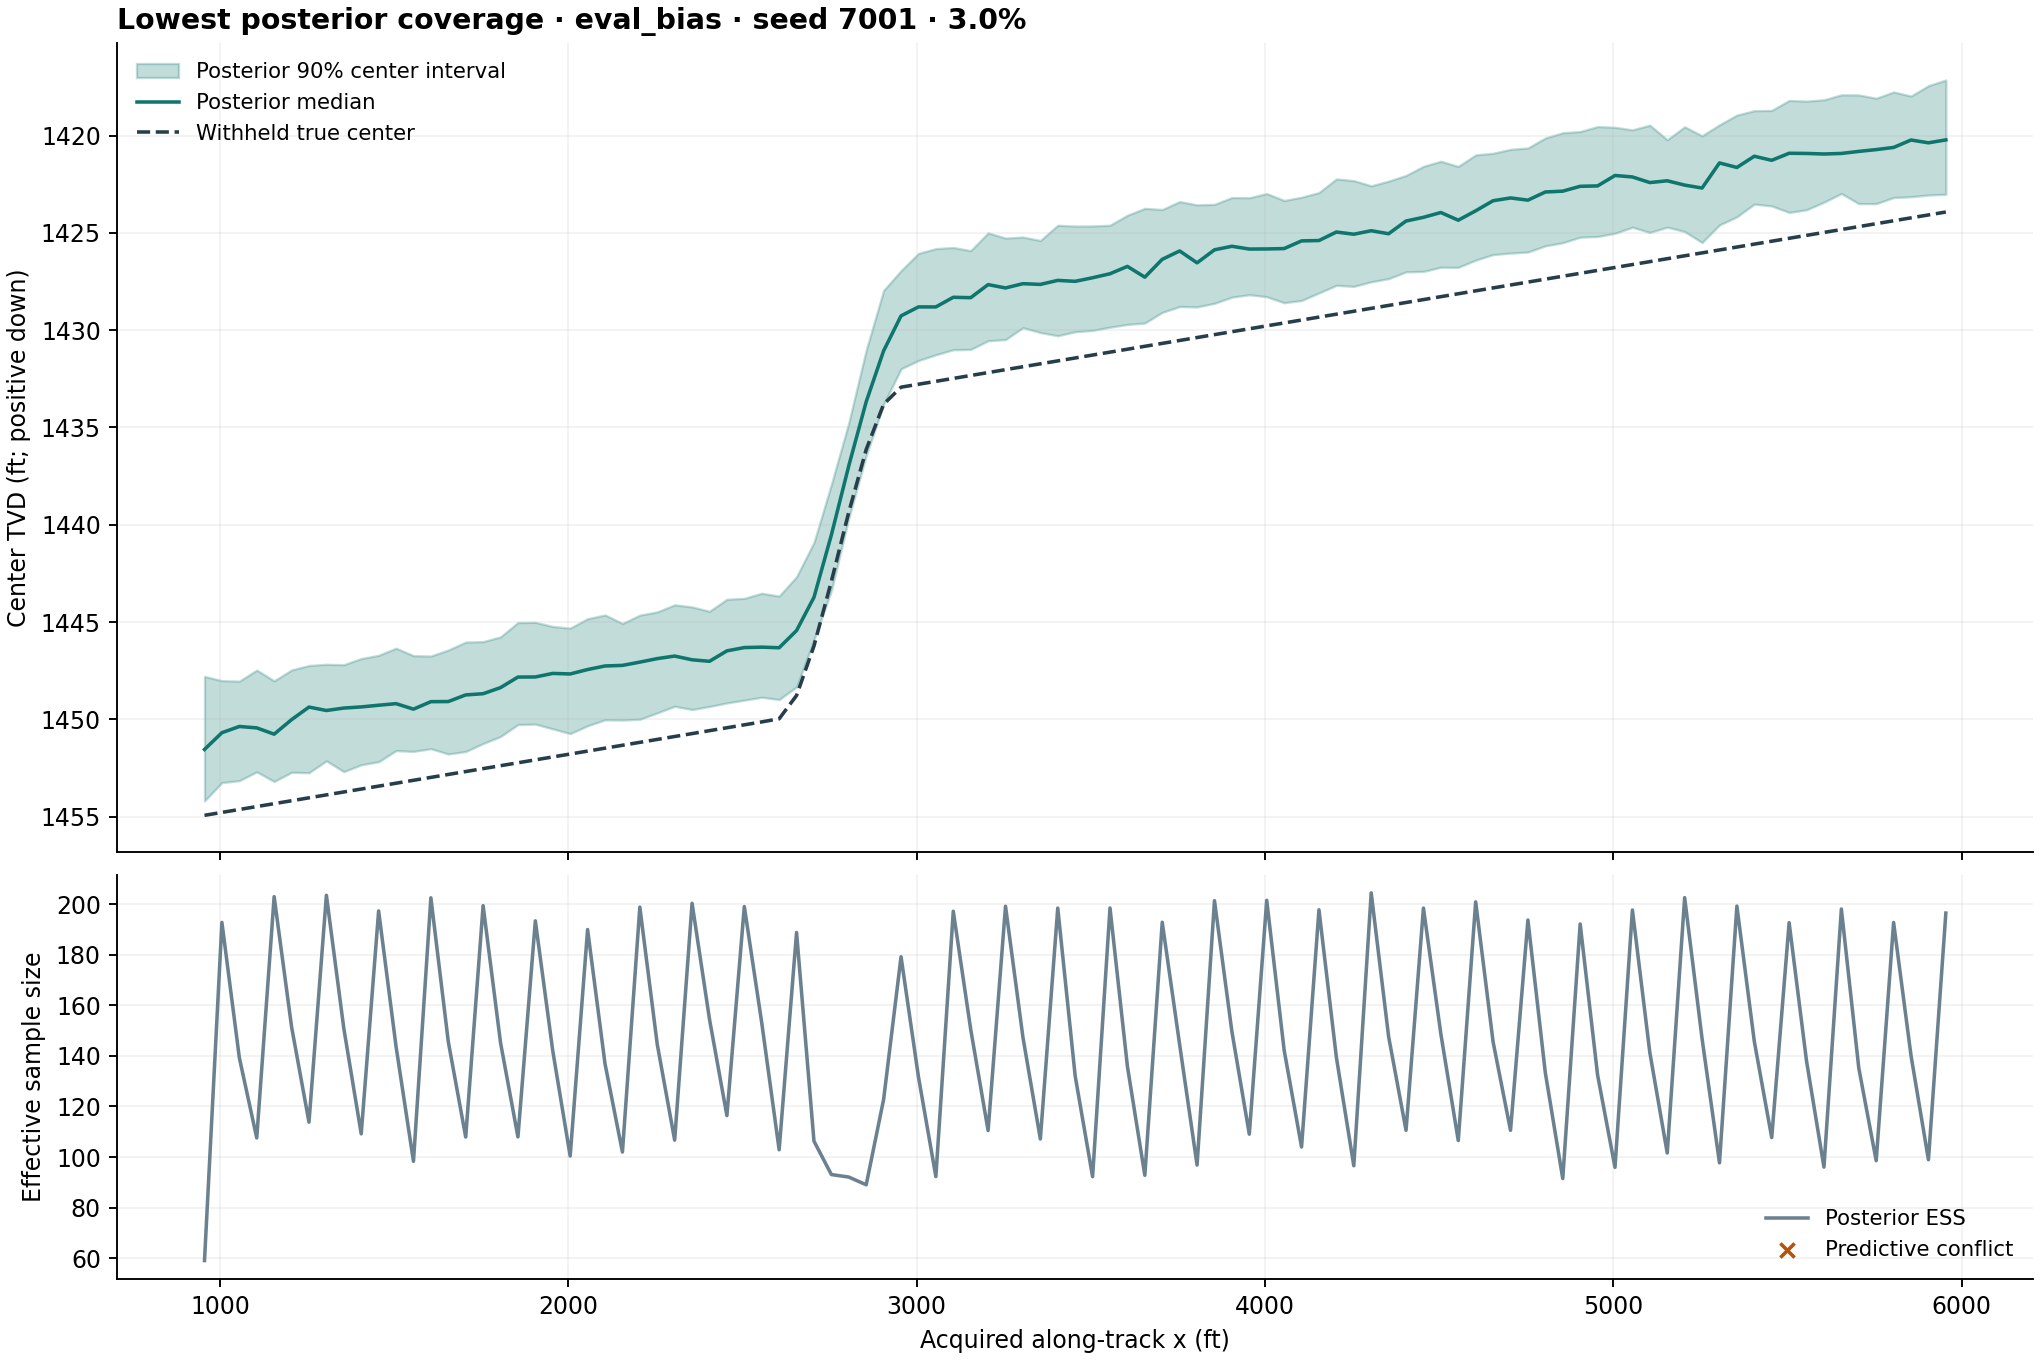 Lowest posterior coverage · eval_bias · seed 7001 · 3.0%
Posterior 90% center interval
Posterior median
Withheld true center
Center TVD (ft; positive down)
1420
1425
1430
1435
1440
1445
1450
1455
Effective sample size
200
180
160
140
120
100
80
60
Posterior ESS
Predictive conflict
1000 2000 3000 4000 5000 6000
Acquired along-track x (ft)